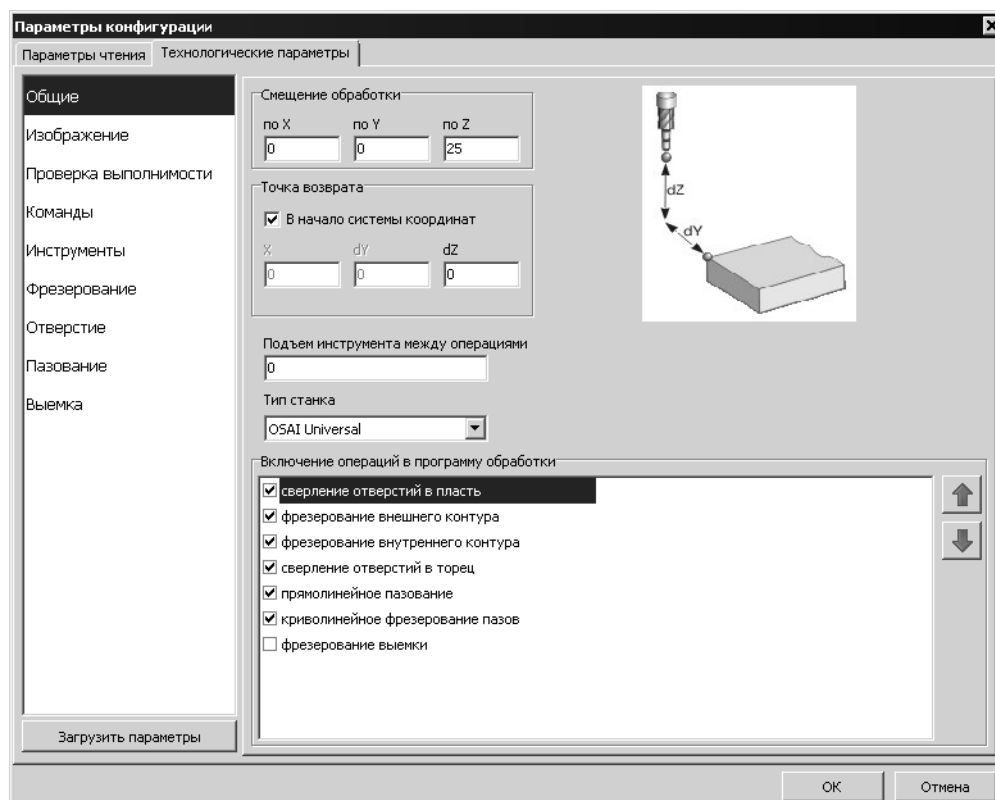 Параметры конфигурации
Параметры чтения
Технологические параметры
Общие
Изображение
Проверка выполнимости
Команды
Инструменты
Фрезерование
Отверстие
Пазование
Выемка
Загрузить параметры
Смещение обработки
по X по Y по Z
0 0 25
Точка возврата
В начало системы координат
X dY dZ
0 0 0
Подъем инструмента между операциями
0
Тип станка
OSAI Universal
dZ
dY
Включение операций в программу обработки
сверление отверстий в пласть
фрезерование внешнего контура
фрезерование внутреннего контура
сверление отверстий в торец
прямолинейное пазование
криволинейное фрезерование пазов
фрезерование выемки
OK Отмена